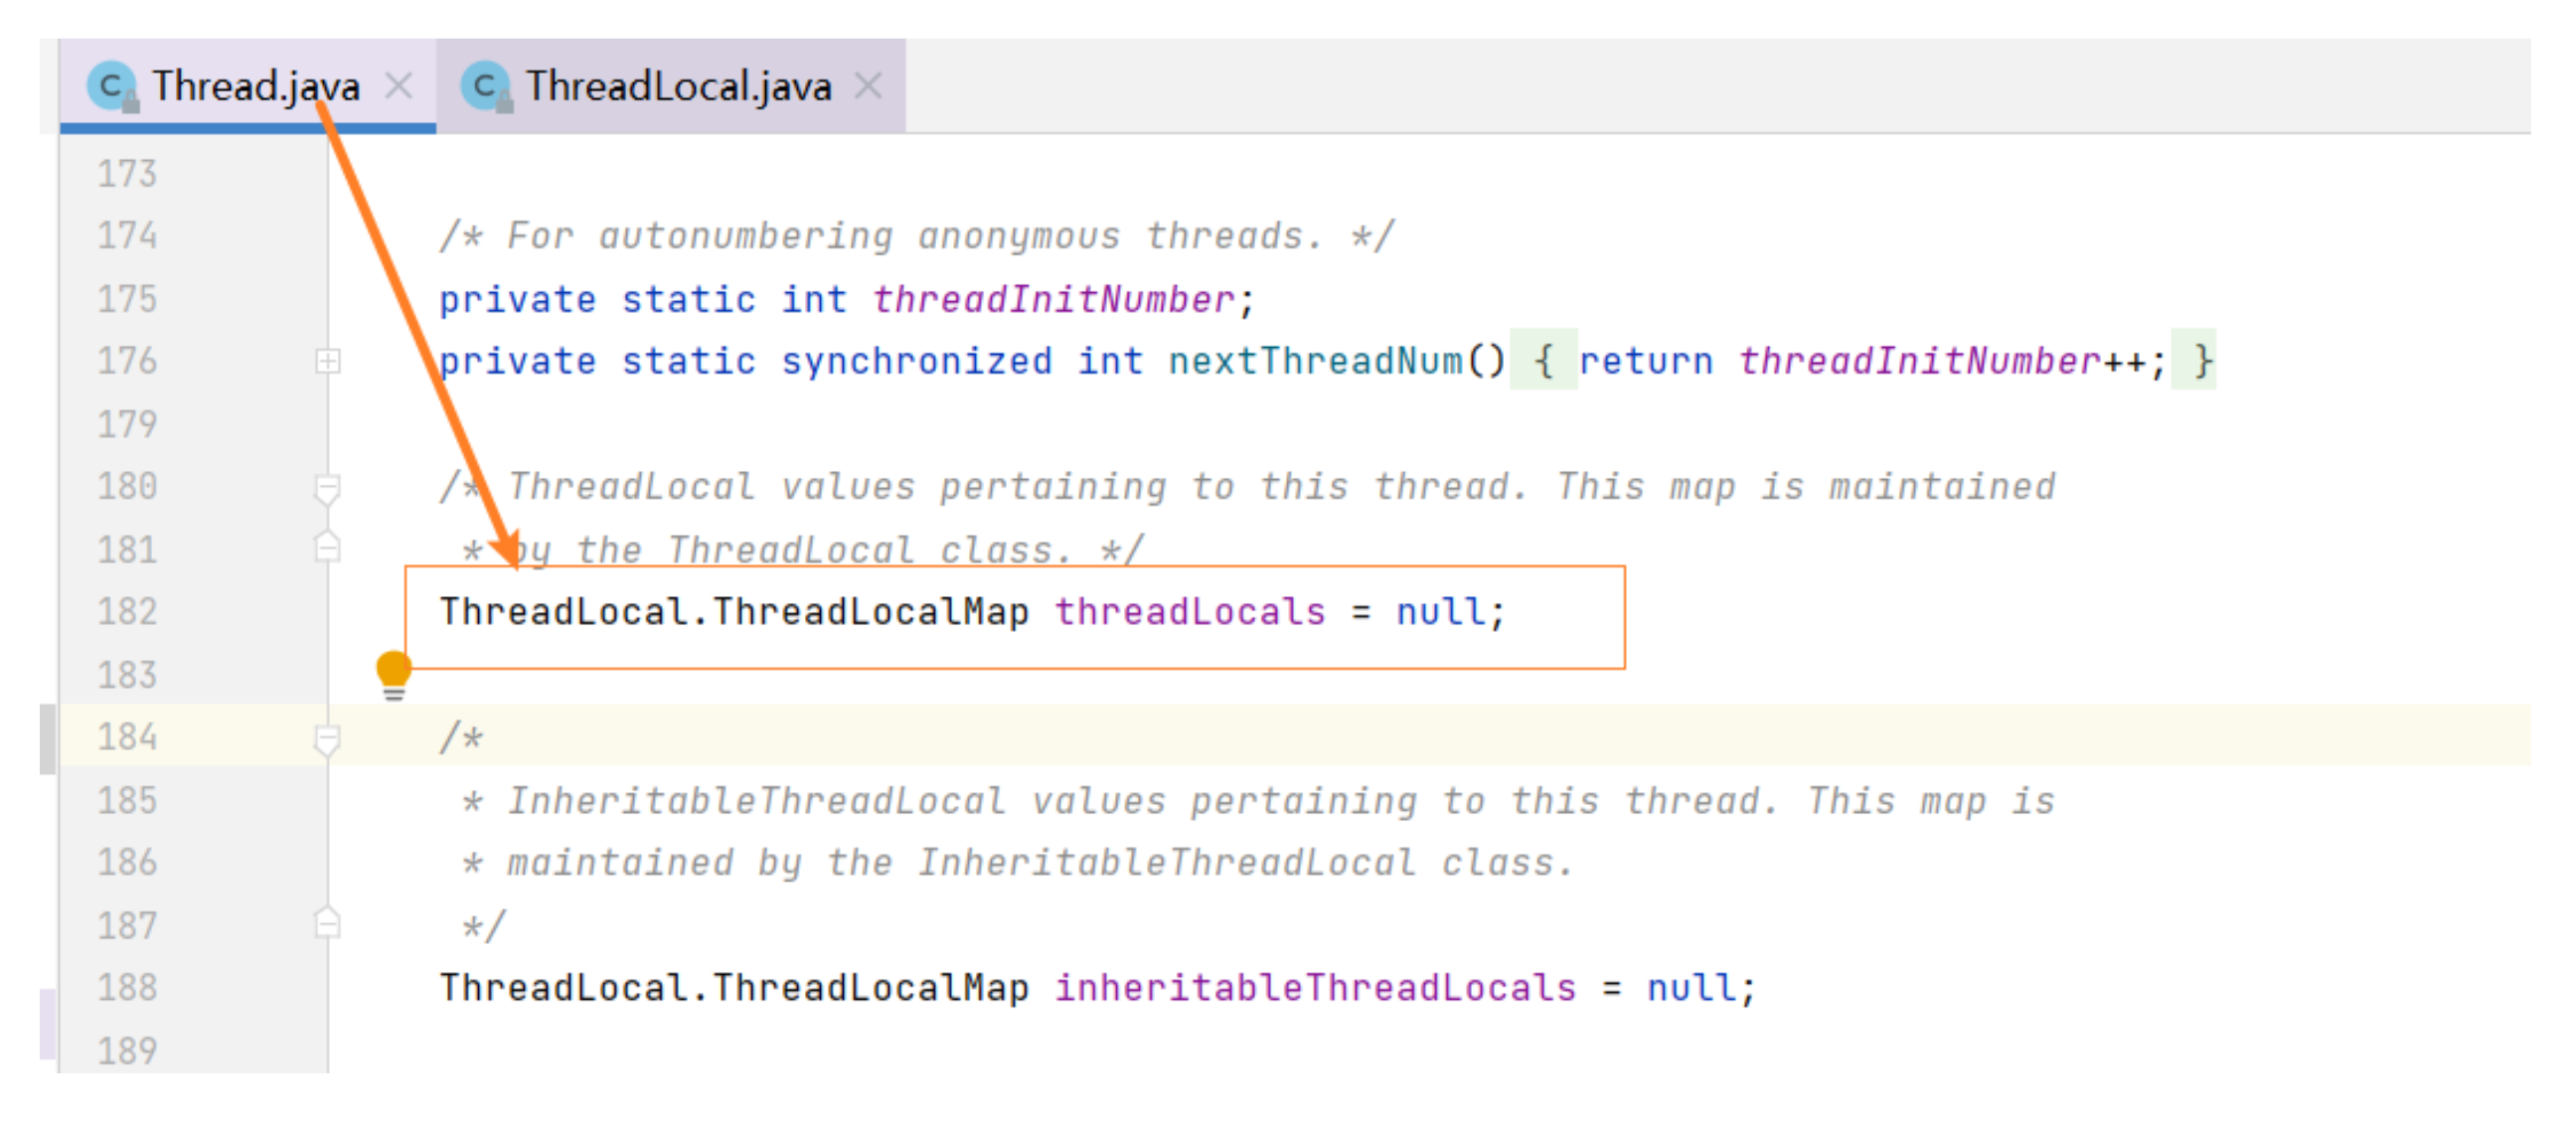 Thread.java ThreadLocal.java
173
174 /* For autonumbering anonymous threads. */
175 private static int threadInitNumber;
176 private static synchronized int nextThreadNum() { return threadInitNumber++; }
179
180 /* ThreadLocal values pertaining to this thread. This map is maintained
181 * by the ThreadLocal class. */
182 ThreadLocal.ThreadLocalMap threadLocals = null;
183
184 /*
185 * InheritableThreadLocal values pertaining to this thread. This map is
186 * maintained by the InheritableThreadLocal class.
187 */
188 ThreadLocal.ThreadLocalMap inheritableThreadLocals = null;
189